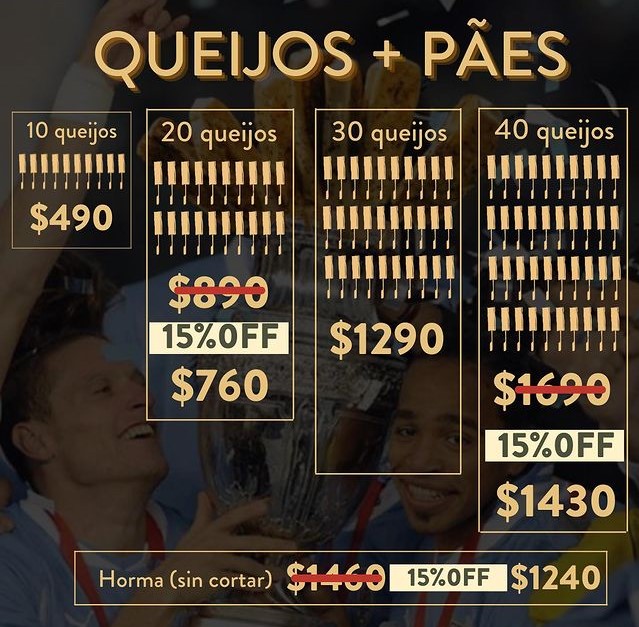 QUEIJOS + PÃES
10 queijos
$490
20 queijos
$890
15%OFF
$760
30 queijos
$1290
40 queijos
$1690
15%OFF
$1430
Horma (sin cortar) $1460 15%OFF $1240